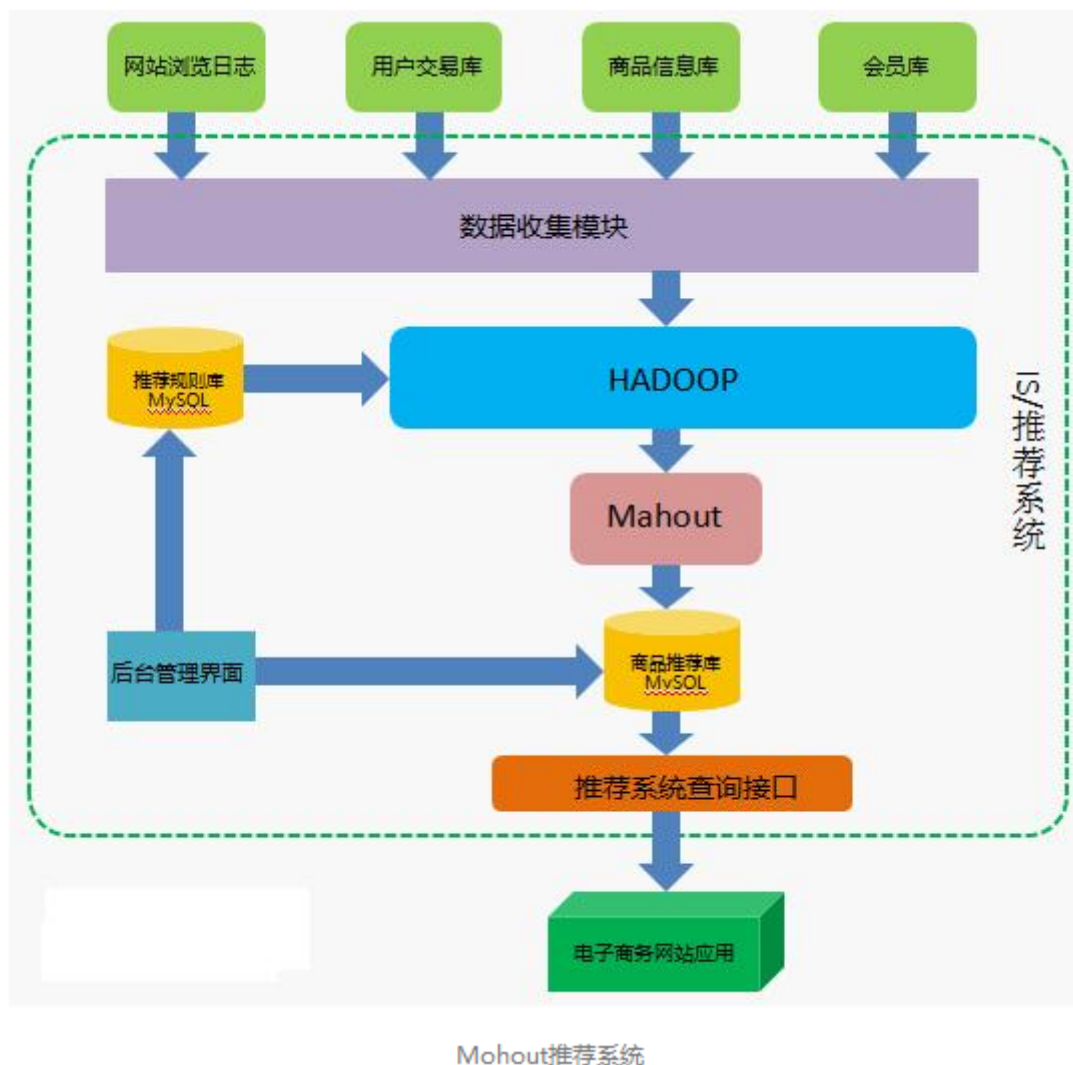 网站浏览日志
用户交易库
商品信息库
会员库
数据收集模块
推荐规则库
MySQL
HADOOP
IS/推荐系统
Mahout
后台管理界面
商品推荐库
MySQL
推荐系统查询接口
电子商务网站应用
Mohout推荐系统